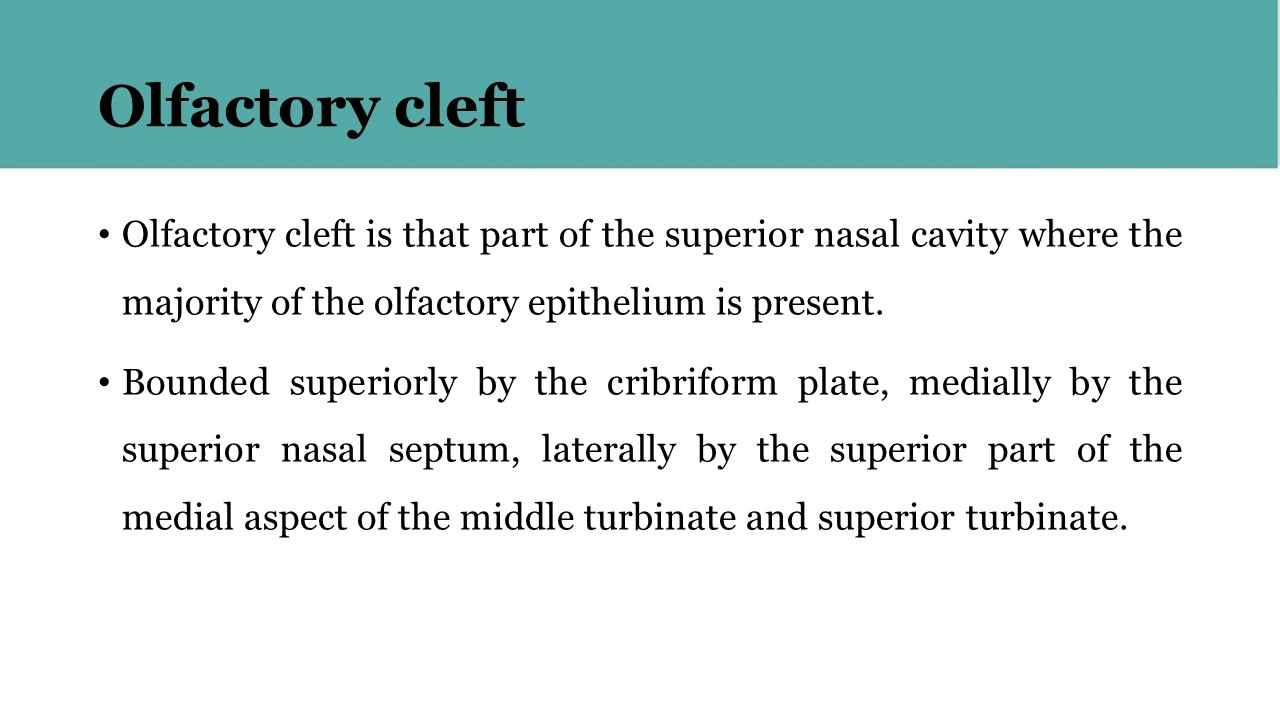 Olfactory cleft
• Olfactory cleft is that part of the superior nasal cavity where the
majority of the olfactory epithelium is present.
• Bounded superiorly by the cribriform plate, medially by the
superior nasal septum, laterally by the superior part of the
medial aspect of the middle turbinate and superior turbinate.